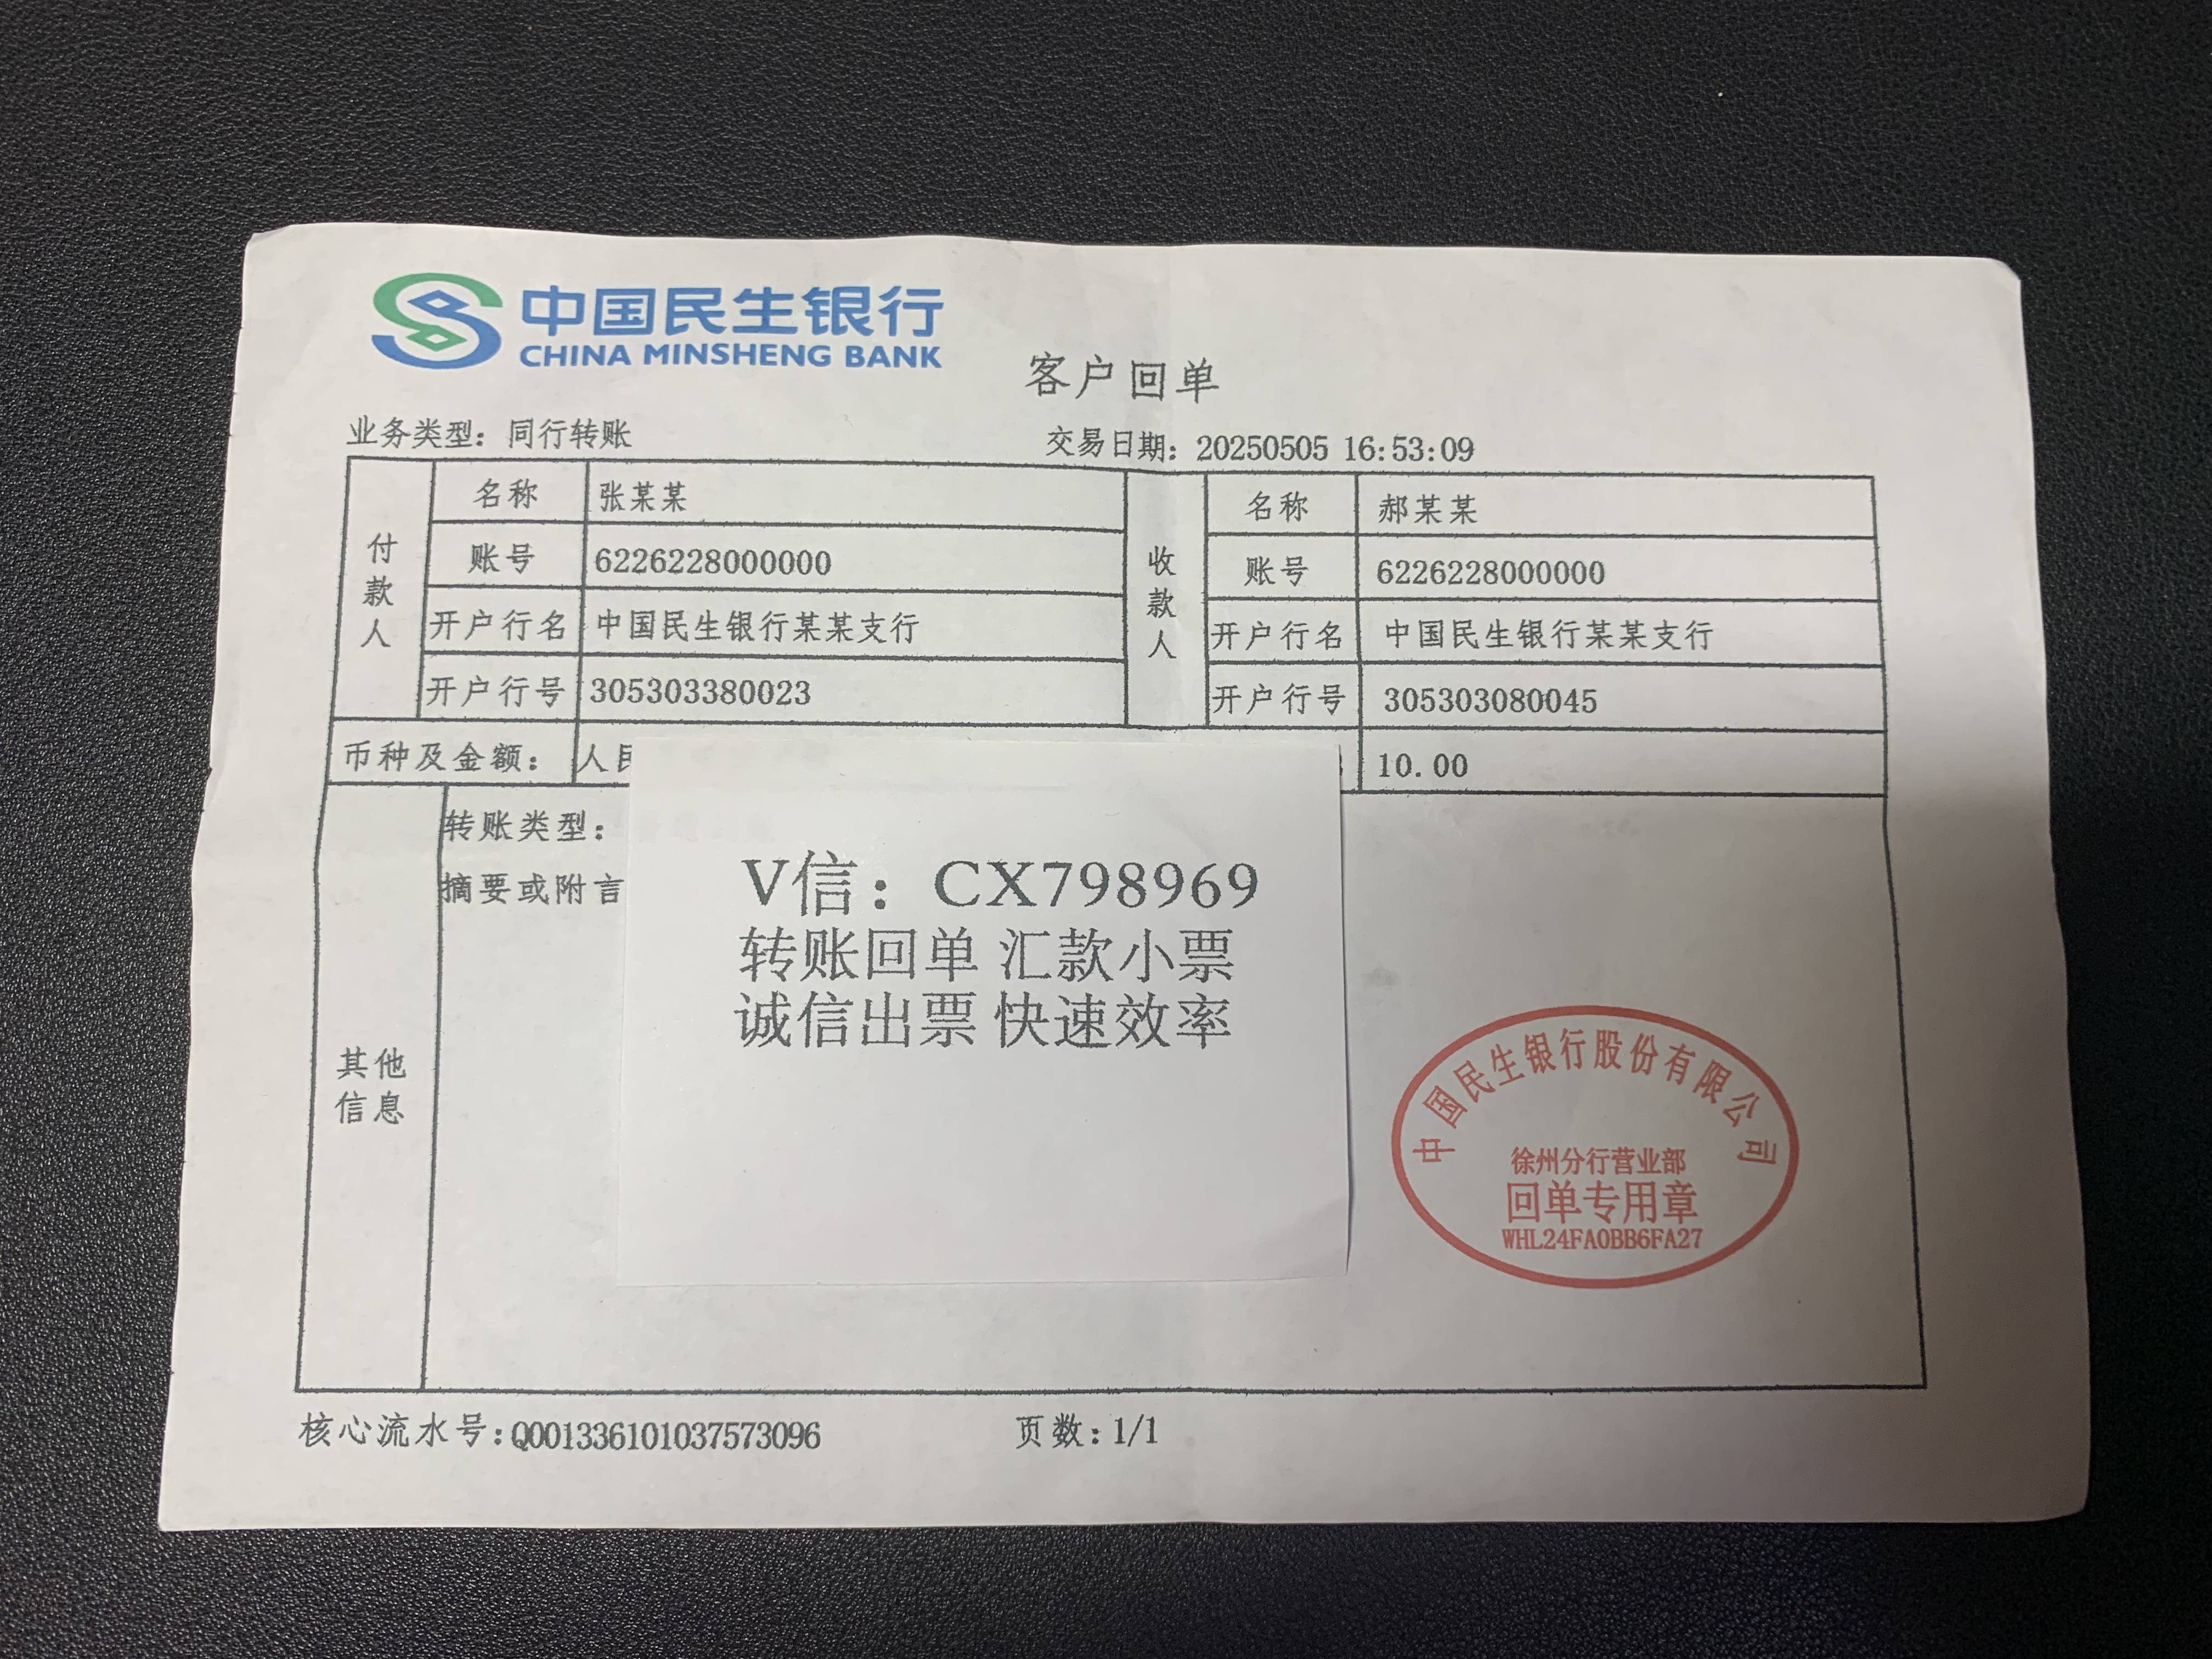 中国民生银行
CHINA MINSHENG BANK
客户回单
业务类型：同行转账
交易日期：20250505 16:53:09
付款人
名称 张某某
账号 6226228000000
开户行名 中国民生银行某某支行
开户行号 305303380023
收款人
名称 郝某某
账号 6226228000000
开户行名 中国民生银行某某支行
开户行号 305303080045
币种及金额： 人民
10.00
其他信息
转账类型：
摘要或附言
V信：CX798969
转账回单 汇款小票
诚信出票 快速效率
中国民生银行股份有限公司
徐州分行营业部
回单专用章
WHL24FA0BB6FA27
核心流水号：Q001336101037573096
页数：1/1